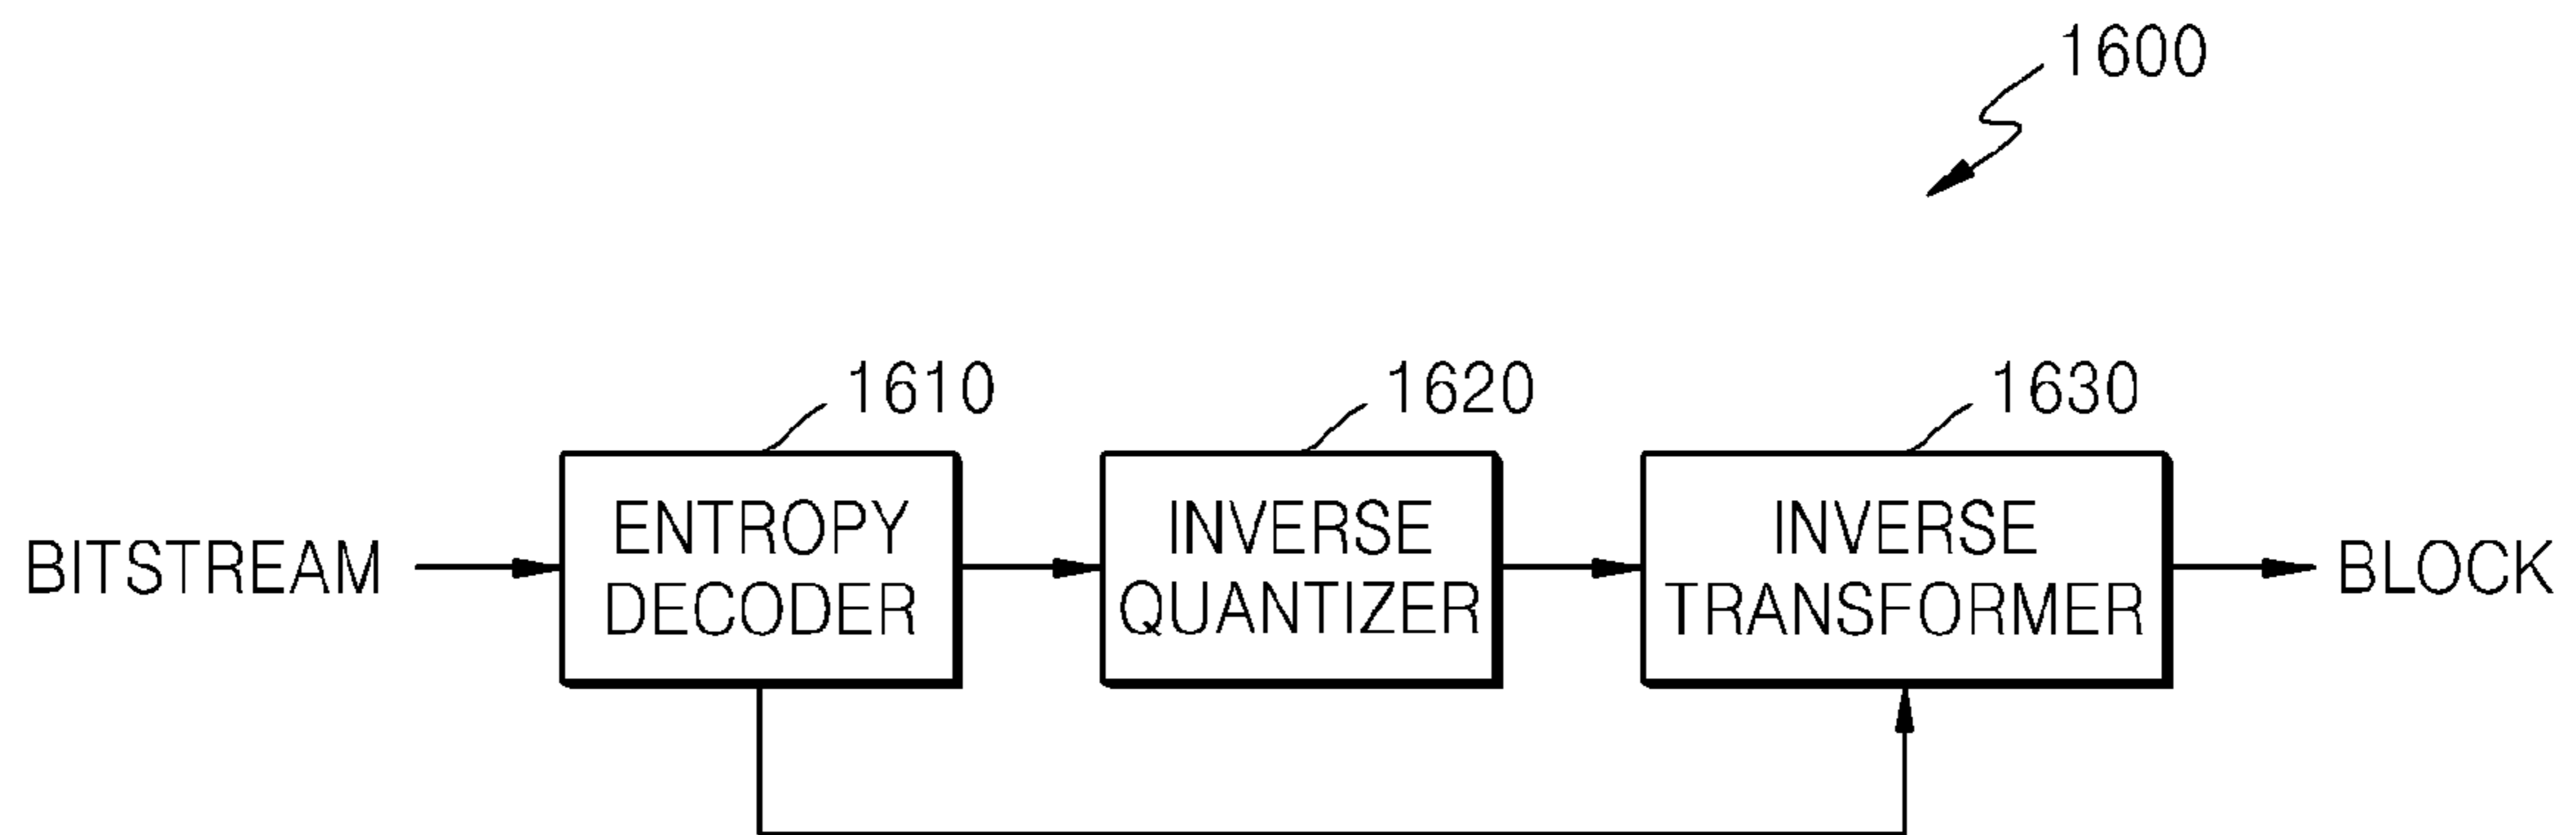 1600
1610
1620
1630
BITSTREAM
ENTROPY
DECODER
INVERSE
QUANTIZER
INVERSE
TRANSFORMER
BLOCK